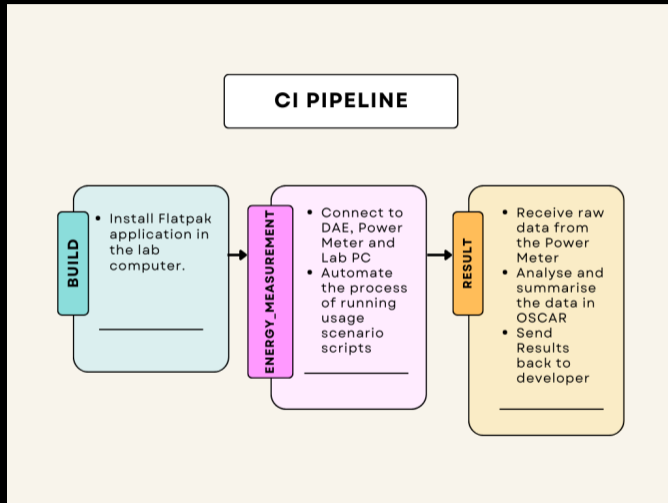 CI PIPELINE
BUILD
• Install Flatpak
application in
the lab
computer.
ENERGY_MEASUREMENT
• Connect to
DAE, Power
Meter and
Lab PC
• Automate
the process
of running
usage
scenario
scripts
RESULT
• Receive raw
data from
the Power
Meter
• Analyse and
summarise
the data in
OSCAR
• Send
Results
back to
developer